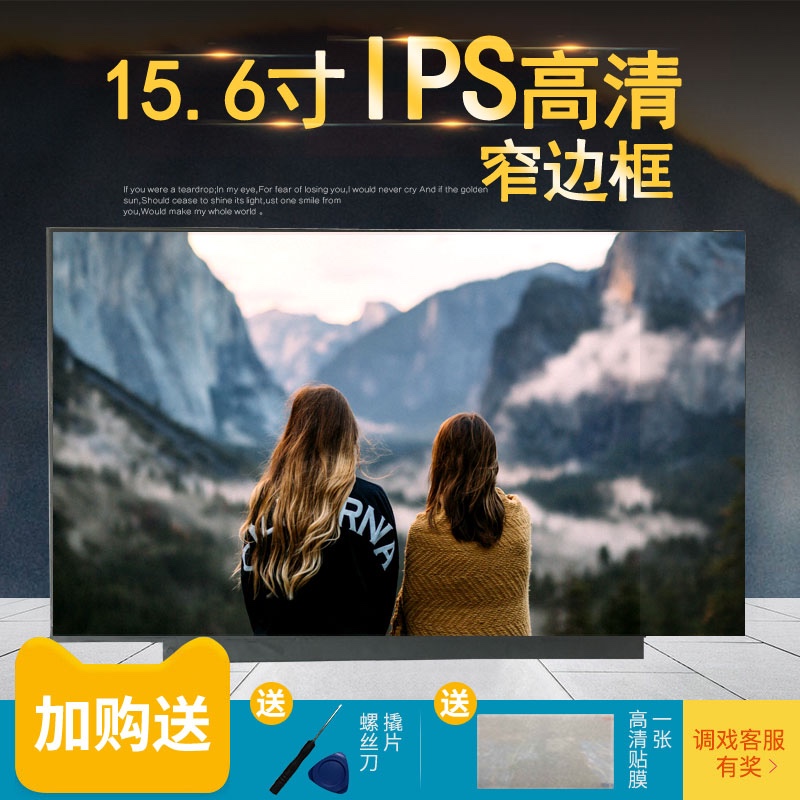 15.6寸IPS高清
窄边框
If you were a teardrop;In my eye,For fear of losing you,I would never cry And if the golden
sun,Should cease to shine its light,ust one smile from
you,Would make my whole world 。
RNIA
加购送
送
螺丝刀
撬片
送
一张
高清贴膜
调戏客服
有奖 >